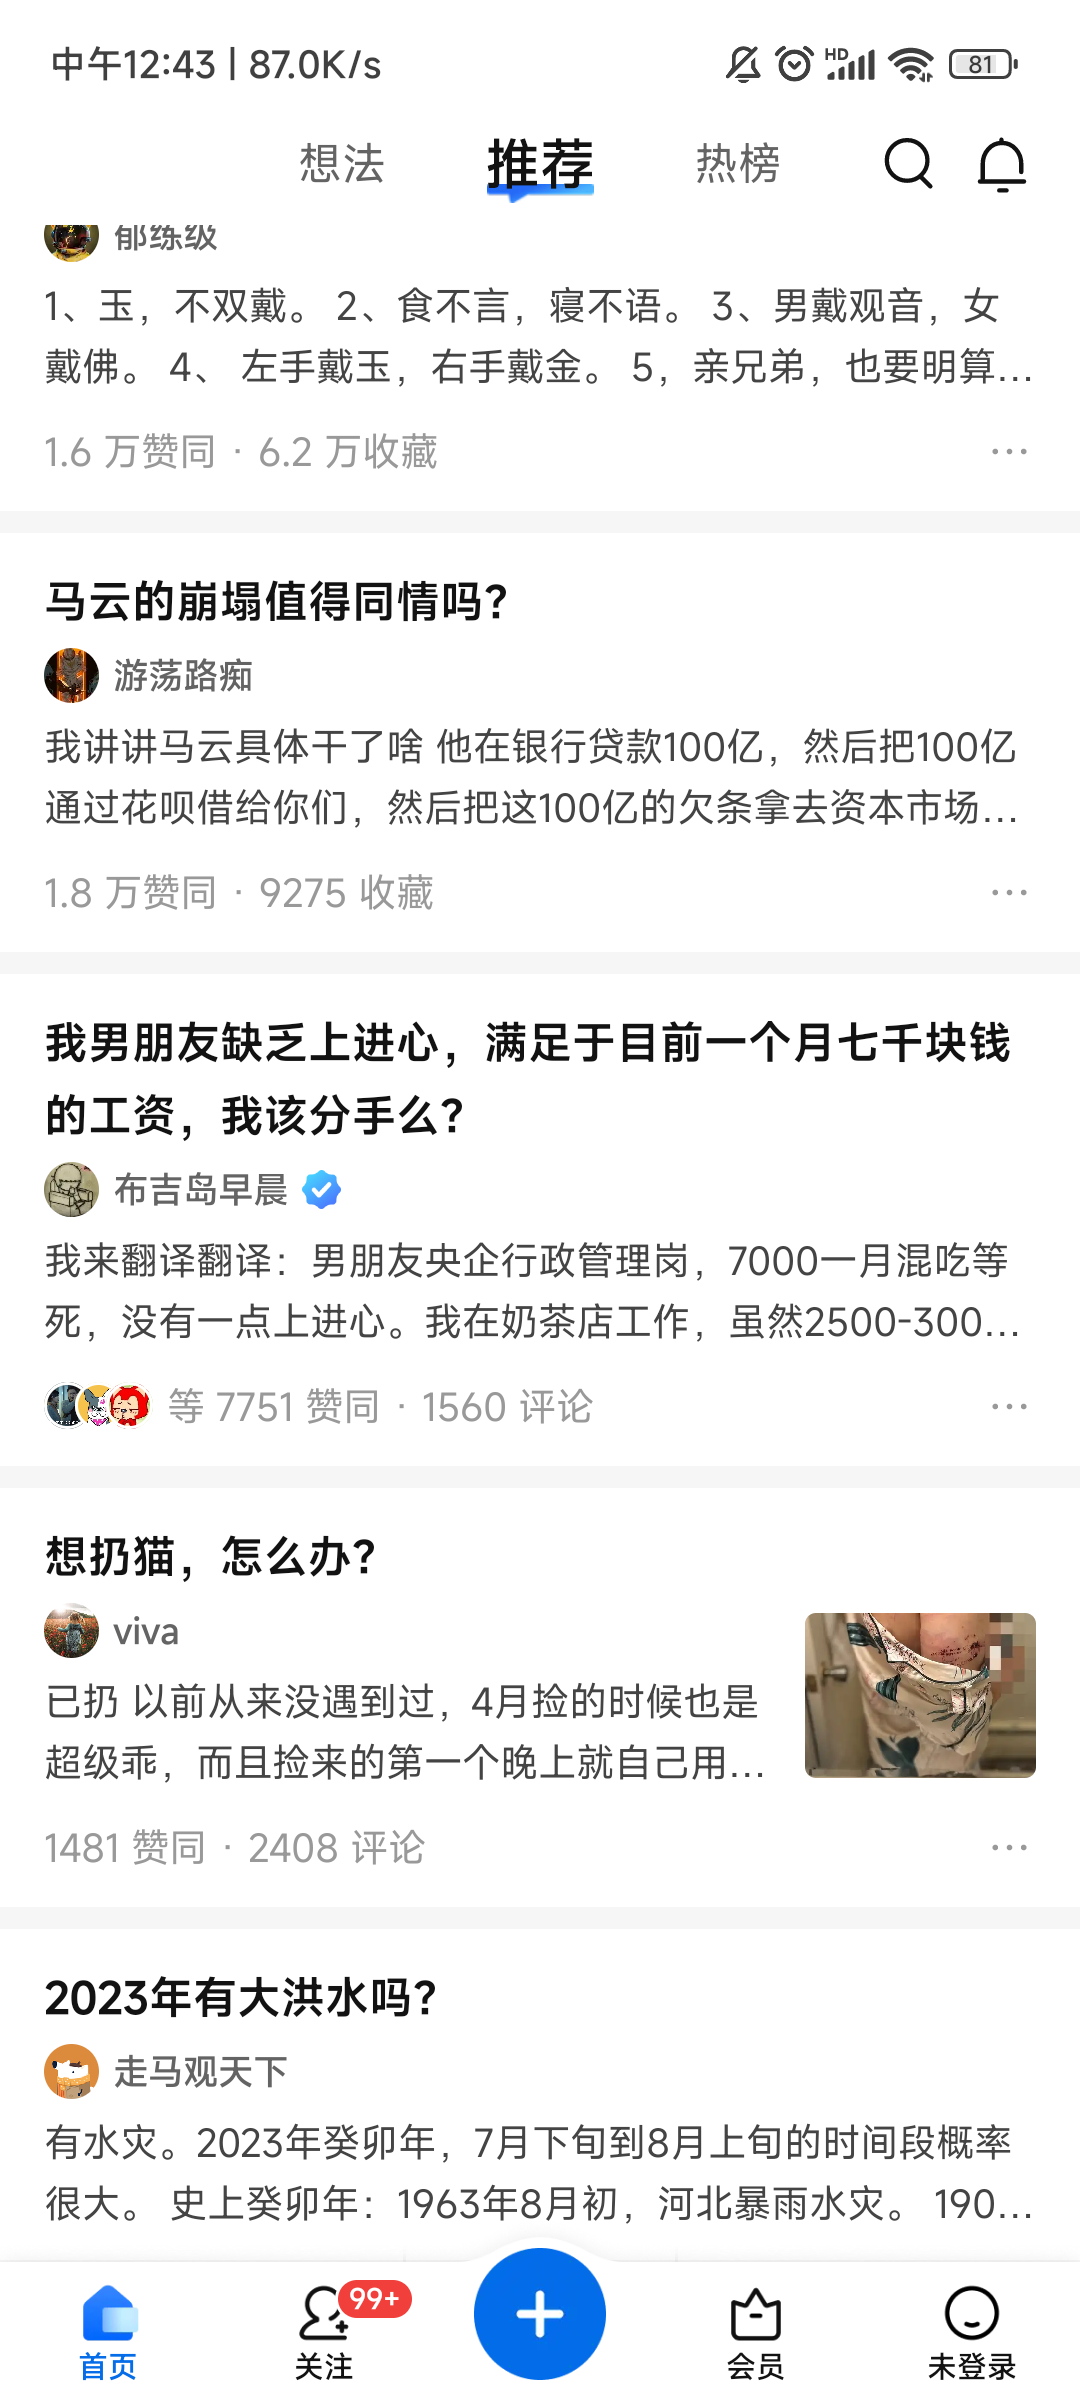 中午12:43 | 87.0K/s
HD
81
想法
推荐
热榜
郁练级
1、玉，不双戴。 2、食不言，寝不语。 3、男戴观音，女
戴佛。 4、 左手戴玉，右手戴金。 5，亲兄弟，也要明算...
1.6 万赞同 · 6.2 万收藏
马云的崩塌值得同情吗？
游荡路痴
我讲讲马云具体干了啥 他在银行贷款100亿，然后把100亿
通过花呗借给你们，然后把这100亿的欠条拿去资本市场...
1.8 万赞同 · 9275 收藏
我男朋友缺乏上进心，满足于目前一个月七千块钱
的工资，我该分手么？
布吉岛早晨
我来翻译翻译：男朋友央企行政管理岗，7000一月混吃等
死，没有一点上进心。我在奶茶店工作，虽然2500-300...
等 7751 赞同 · 1560 评论
想扔猫，怎么办？
viva
已扔 以前从来没遇到过，4月捡的时候也是
超级乖，而且捡来的第一个晚上就自己用...
1481 赞同 · 2408 评论
2023年有大洪水吗？
走马观天下
有水灾。2023年癸卯年，7月下旬到8月上旬的时间段概率
很大。 史上癸卯年：1963年8月初，河北暴雨水灾。 190...
99+
首页
关注
会员
未登录